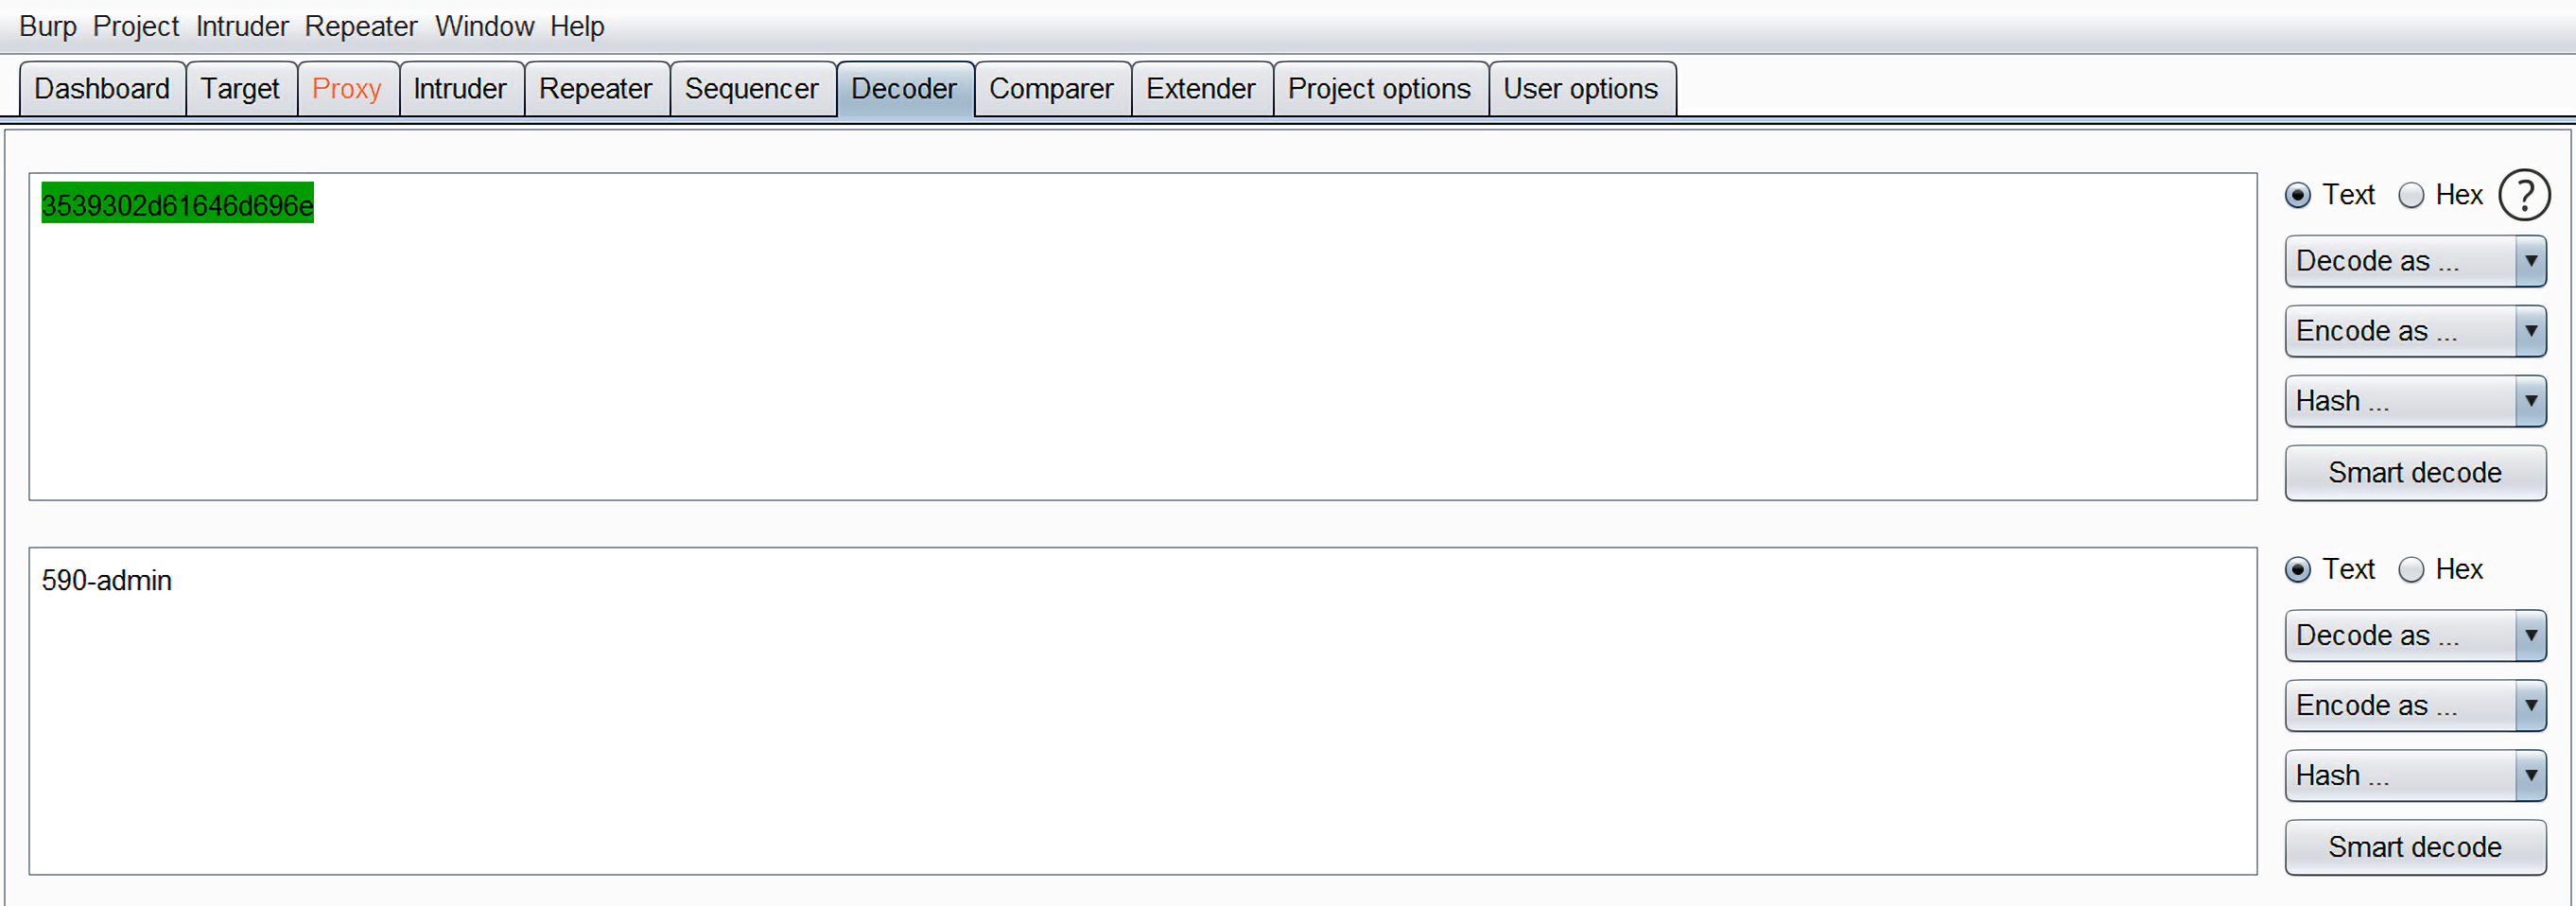 Burp Project Intruder Repeater Window Help
Dashboard Target Proxy Intruder Repeater Sequencer Decoder Comparer Extender Project options User options
3539302d61646d696e
Text Hex ?
Decode as ...
Encode as ...
Hash ...
Smart decode
590-admin
Text Hex
Decode as ...
Encode as ...
Hash ...
Smart decode